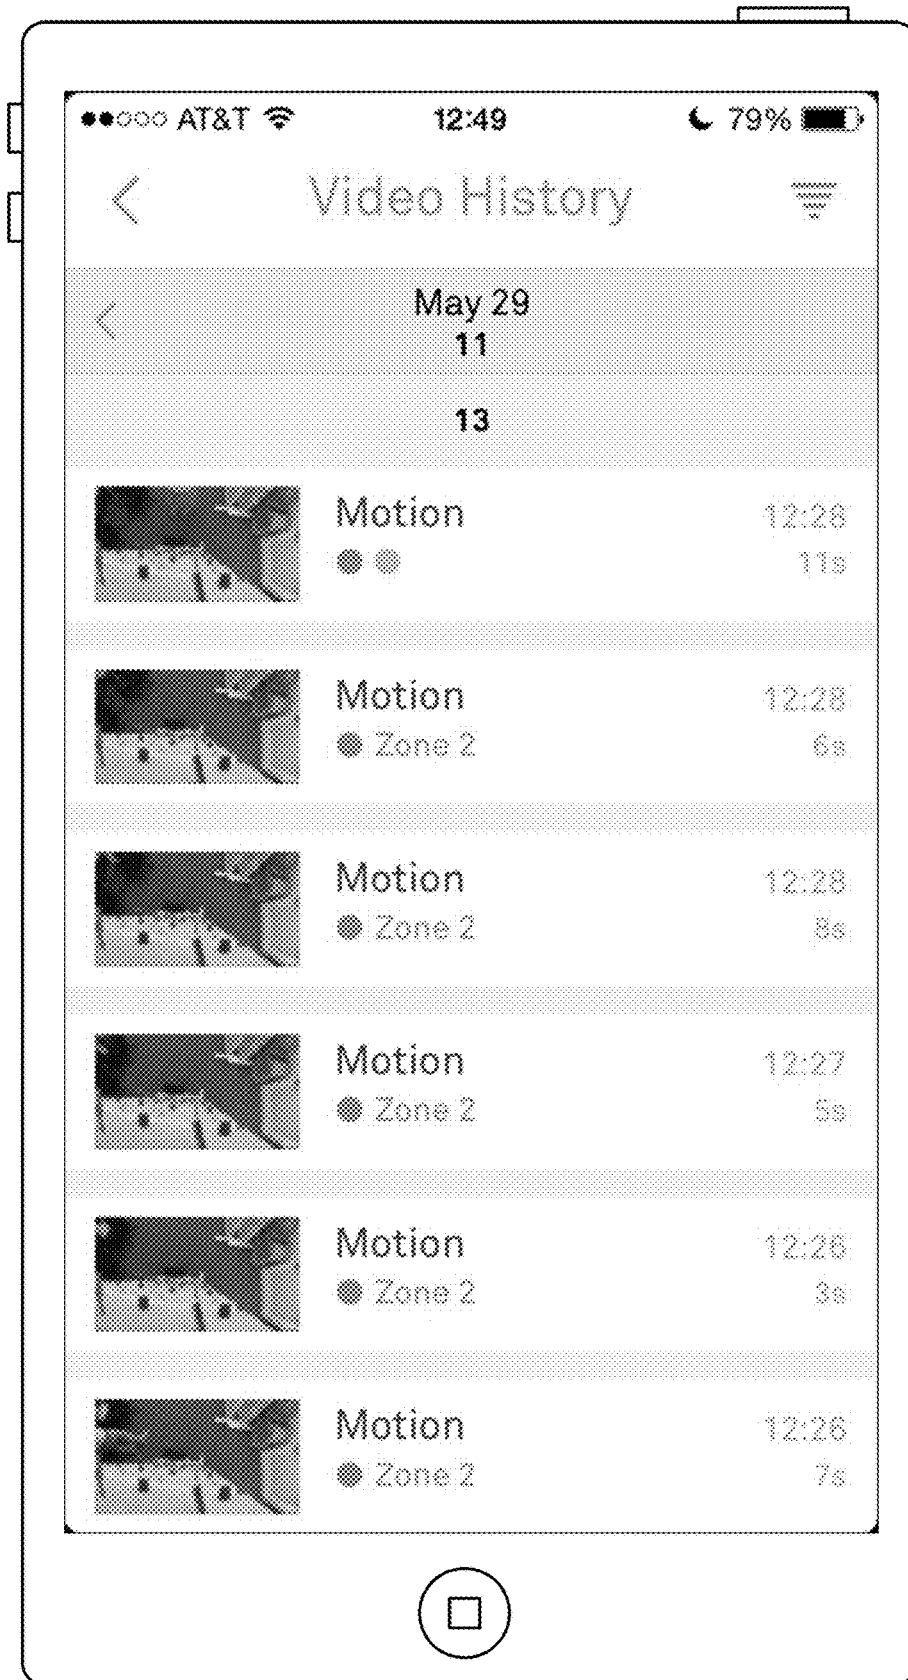 AT&T 12:49 79%
Video History
May 29
11
13
Motion 12:28
11s
Motion 12:28
Zone 2 6s
Motion 12:28
Zone 2 8s
Motion 12:27
Zone 2 5s
Motion 12:26
Zone 2 3s
Motion 12:26
Zone 2 7s